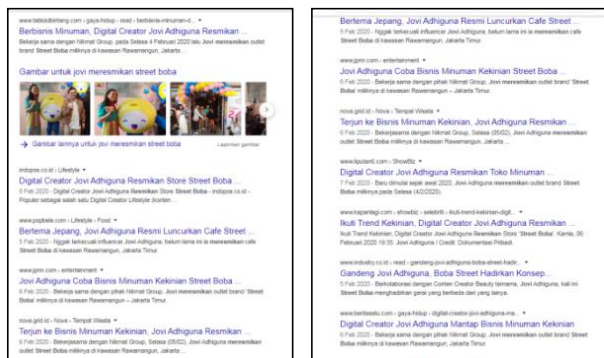 www.tabloidbintang.com › gaya-hidup › read › berbisnis-minuman-d...
Berbisnis Minuman, Digital Creator Jovi Adhiguna Resmikan ...
Bekerja sama dengan Nikmat Group, pada Selasa 4 Februari 2020 lalu Jovi meresmikan outlet
brand Street Boba miliknya di kawasan Rawamangun, Jakarta Timur.
Gambar untuk jovi meresmikan street boba
→ Gambar lainnya untuk jovi meresmikan street boba
Laporkan gambar
indopos.co.id › Lifestyle
Digital Creator Jovi Adhiguna Resmikan Store Street Boba ...
5 Feb 2020 - Digital Creator Jovi Adhiguna Resmikan Store Street Boba - indopos.co.id -
Populer sebagai salah satu Digital Creator Lifestyle (konten ...
www.popbela.com › Lifestyle › Food
Bertema Jepang, Jovi Adhiguna Resmi Luncurkan Cafe Street ...
5 Feb 2020 - Nggak terkecuali influencer Jovi Adhiguna, belum lama ini ia meresmikan cafe
Street Boba miliknya di kawasan Rawamangun, Jakarta Timur.
www.jpnn.com › entertainment
Jovi Adhiguna Coba Bisnis Minuman Kekinian Street Boba ...
6 Feb 2020 - Bekerja sama dengan pihak Nikmat Group, Jovi meresmikan outlet brand 'Street
Boba' miliknya di kawasan Rawamangun – Jakarta Timur.
nova.grid.id › Nova › Tempat Wisata
Terjun ke Bisnis Minuman Kekinian, Jovi Adhiguna Resmikan ...
6 Feb 2020 - Bekerjasama dengan Nikmat Group, Selasa (05/02), Jovi Adhiguna meresmikan
outlet Street Boba miliknya di kawasan Rawamangun, Jakarta ...
Bertema Jepang, Jovi Adhiguna Resmi Luncurkan Cafe Street ...
5 Feb 2020 - Nggak terkecuali influencer Jovi Adhiguna, belum lama ini ia meresmikan cafe
Street Boba miliknya di kawasan Rawamangun, Jakarta Timur.
www.jpnn.com › entertainment
Jovi Adhiguna Coba Bisnis Minuman Kekinian Street Boba ...
6 Feb 2020 - Bekerja sama dengan pihak Nikmat Group, Jovi meresmikan outlet brand 'Street
Boba' miliknya di kawasan Rawamangun – Jakarta Timur.
nova.grid.id › Nova › Tempat Wisata
Terjun ke Bisnis Minuman Kekinian, Jovi Adhiguna Resmikan ...
6 Feb 2020 - Bekerjasama dengan Nikmat Group, Selasa (05/02), Jovi Adhiguna meresmikan
outlet Street Boba miliknya di kawasan Rawamangun, Jakarta ...
www.liputan6.com › ShowBiz
Digital Creator Jovi Adhiguna Resmikan Toko Minuman ...
7 Feb 2020 - Baru dimulai sejak awal 2020, Jovi Adhiguna meresmikan outlet brand Street Boba
miliknya pada Selasa (4/2/2020).
www.kapanlagi.com › showbiz › selebriti › ikuti-trend-kekinian-digit...
Ikuti Trend Kekinian, Digital Creator Jovi Adhiguna Resmikan ...
Ikuti Trend Kekinian, Digital Creator Jovi Adhiguna Resmikan Store 'Street Boba'. Kamis, 06
Februari 2020 19:35. Jovi Adhiguna / Credit: Dokumentasi Pribadi.
www.industry.co.id › read › gandeng-jovi-adhiguna-boba-street-hadir...
Gandeng Jovi Adhiguna, Boba Street Hadirkan Konsep...
5 Feb 2020 - Berkolaborasi dengan Conten Creator Beauty ternama, Jovi Adhiguna, kali ini
Street Boba menghadirkan gerai yang berbeda dari yang lainya.
www.beritasatu.com › gaya-hidup › digital-creator-jovi-adhiguna-ma...
Digital Creator Jovi Adhiguna Mantap Bisnis Minuman Kekinian
6 Feb 2020 - Bekerja sama dengan pihak Nikmat Group, Jovi meresmikan outlet brand Street
Boba miliknya di kawasan Rawamangun, Jakarta Timur.